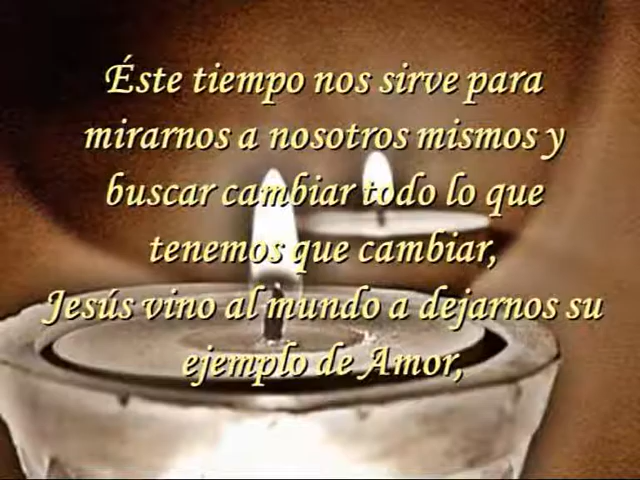 Éste tiempo nos sirve para
mirarnos a nosotros mismos y
buscar cambiar todo lo que
tenemos que cambiar,
Jesús vino al mundo a dejarnos su
ejemplo de Amor,